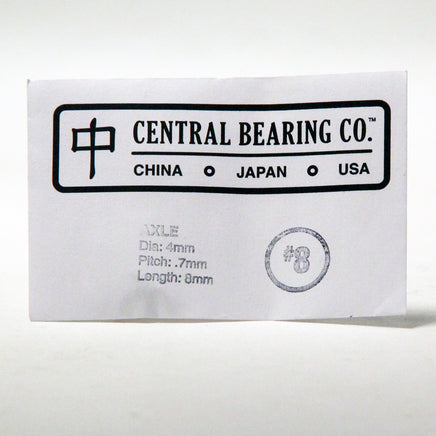 中 CENTRAL BEARING CO.™
CHINA JAPAN USA
AXLE
Dia: 4mm
Pitch: .7mm
Length: 8mm
#8